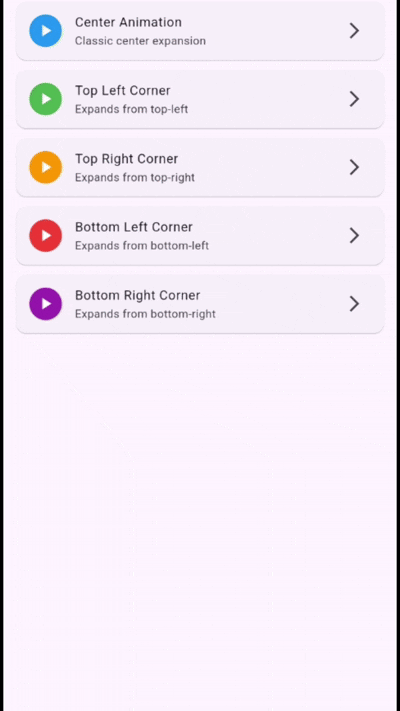 Center Animation
Classic center expansion
Top Left Corner
Expands from top-left
Top Right Corner
Expands from top-right
Bottom Left Corner
Expands from bottom-left
Bottom Right Corner
Expands from bottom-right